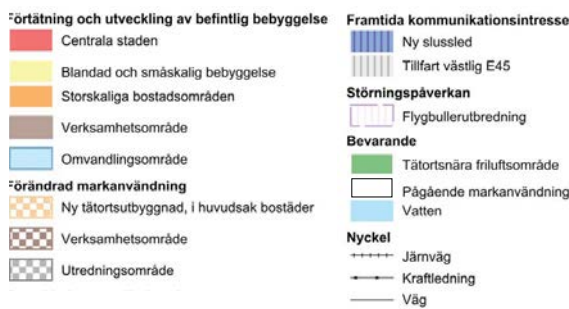 Förtätning och utveckling av befintlig bebyggelse
Centrala staden
Blandad och småskalig bebyggelse
Storskaliga bostadsområden
Verksamhetsområde
Omvandlingsområde
Förändrad markanvändning
Ny tätortsutbyggnad, i huvudsak bostäder
Verksamhetsområde
Utredningsområde
Framtida kommunikationsintresse
Ny slussled
Tillfart västlig E45
Störningspåverkan
Flygbullerutbredning
Bevarande
Tätortsnära friluftsområde
Pågående markanvändning
Vatten
Nyckel
Järnväg
Kraftledning
Väg